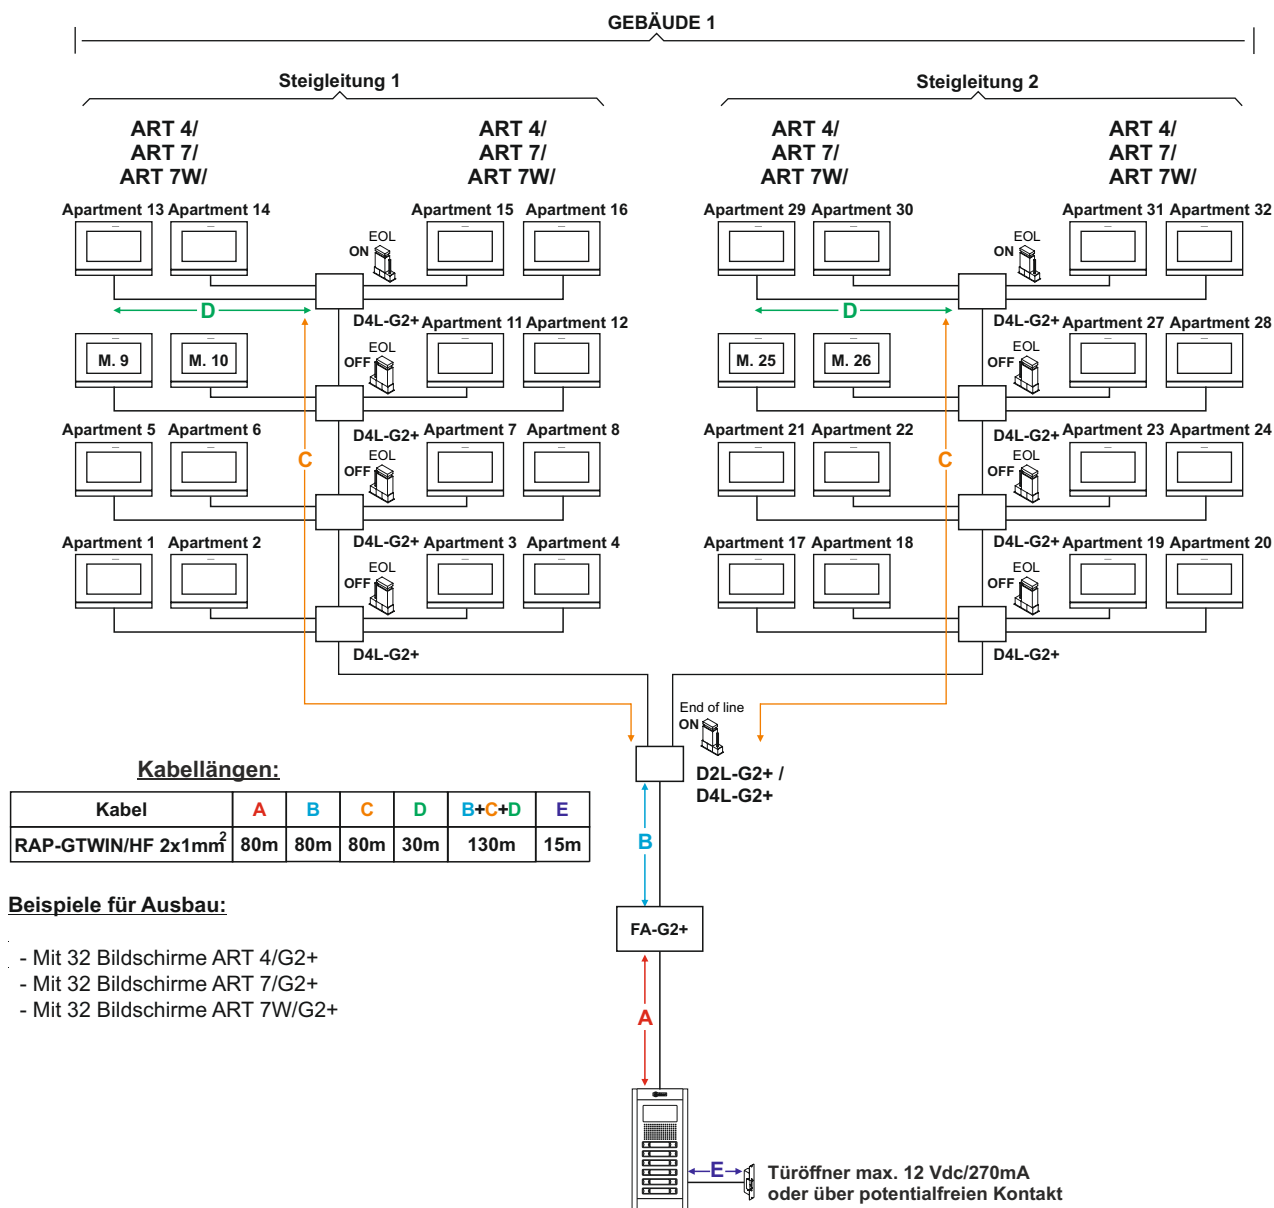 GEBÄUDE 1
Steigleitung 1
Steigleitung 2
ART 4/
ART 7/
ART 7W/
ART 4/
ART 7/
ART 7W/
ART 4/
ART 7/
ART 7W/
ART 4/
ART 7/
ART 7W/
Apartment 13 Apartment 14 Apartment 15 Apartment 16
Apartment 29 Apartment 30 Apartment 31 Apartment 32
EOL
ON
EOL
ON
D
D
D4L-G2+ Apartment 11 Apartment 12
D4L-G2+ Apartment 27 Apartment 28
M. 9
M. 10
EOL
OFF
M. 25
M. 26
EOL
OFF
Apartment 5 Apartment 6 D4L-G2+ Apartment 7 Apartment 8
Apartment 21 Apartment 22 D4L-G2+ Apartment 23 Apartment 24
C
EOL
OFF
C
EOL
OFF
Apartment 1 Apartment 2 D4L-G2+ Apartment 3 Apartment 4
Apartment 17 Apartment 18 D4L-G2+ Apartment 19 Apartment 20
EOL
OFF
EOL
OFF
D4L-G2+
D4L-G2+
End of line
ON
D2L-G2+ /
D4L-G2+
Kabellängen:
Kabel A B C D B+C+D E
RAP-GTWIN/HF 2x1mm² 80m 80m 80m 30m 130m 15m
B
Beispiele für Ausbau:
- Mit 32 Bildschirme ART 4/G2+
- Mit 32 Bildschirme ART 7/G2+
- Mit 32 Bildschirme ART 7W/G2+
FA-G2+
A
E
Türöffner max. 12 Vdc/270mA
oder über potentialfreien Kontakt